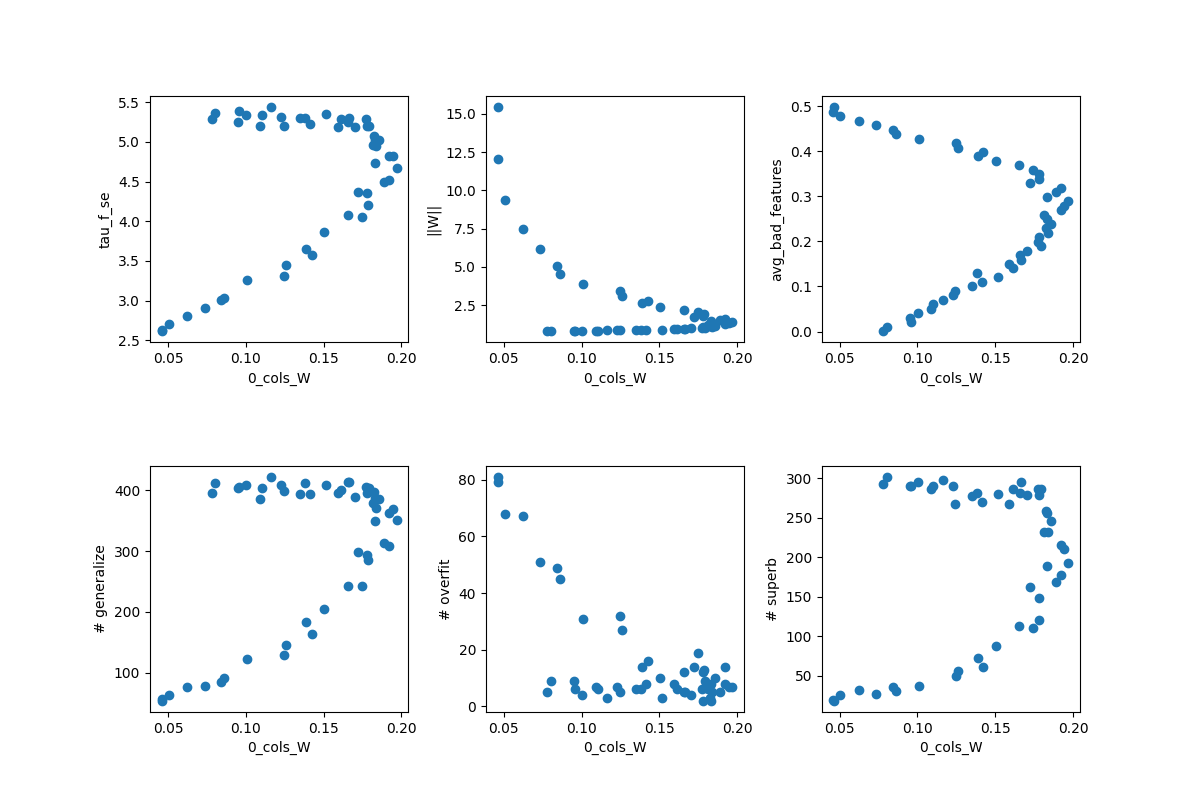 tau_f_se
5.5
5.0
4.5
4.0
3.5
3.0
2.5
0.05 0.10 0.15 0.20
0_cols_W
||W||
15.0
12.5
10.0
7.5
5.0
2.5
0.05 0.10 0.15 0.20
0_cols_W
avg_bad_features
0.5
0.4
0.3
0.2
0.1
0.0
0.05 0.10 0.15 0.20
0_cols_W
# generalize
400
300
200
100
0.05 0.10 0.15 0.20
0_cols_W
# overfit
80
60
40
20
0
0.05 0.10 0.15 0.20
0_cols_W
# superb
300
250
200
150
100
50
0.05 0.10 0.15 0.20
0_cols_W